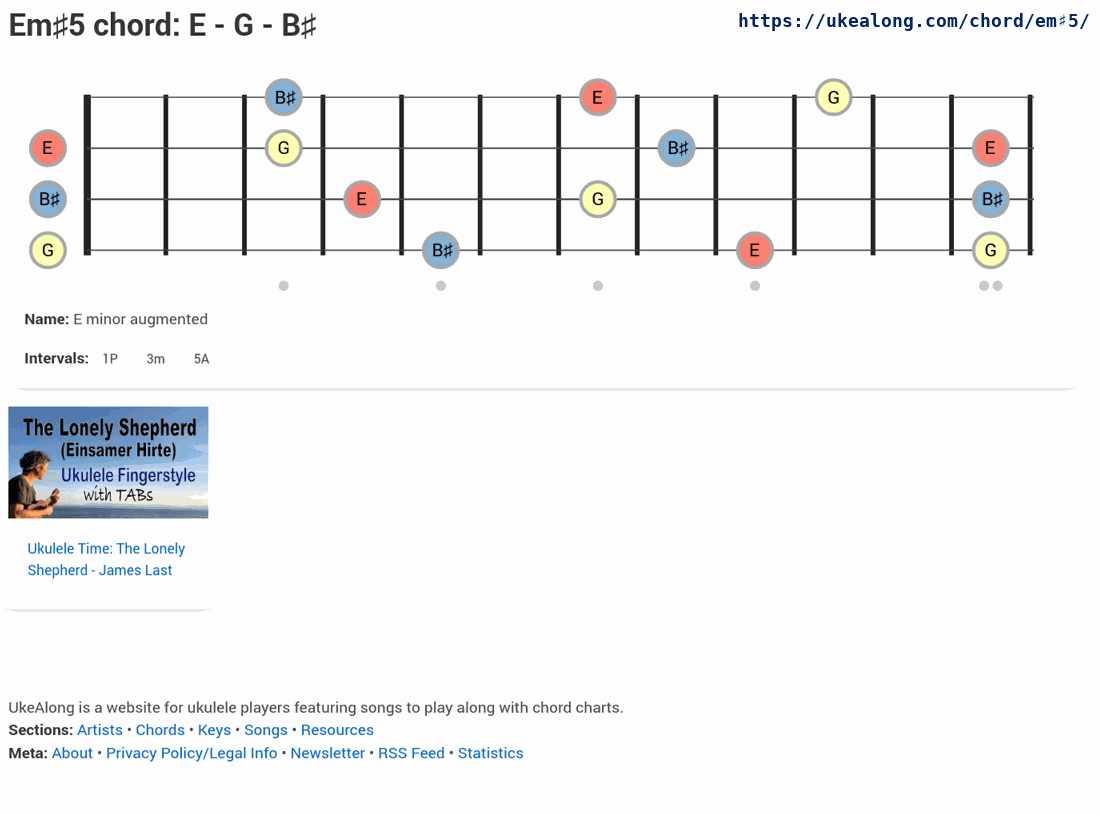 Em♯5 chord: E - G - B♯
https://ukealong.com/chord/em♯5/
B♯ E G
E G B♯ E
B♯ E G B♯
G B♯ E G
Name: E minor augmented
Intervals: 1P 3m 5A
The Lonely Shepherd
(Einsamer Hirte)
Ukulele Fingerstyle
with TABs
Ukulele Time: The Lonely
Shepherd - James Last
UkeAlong is a website for ukulele players featuring songs to play along with chord charts.
Sections: Artists • Chords • Keys • Songs • Resources
Meta: About • Privacy Policy/Legal Info • Newsletter • RSS Feed • Statistics